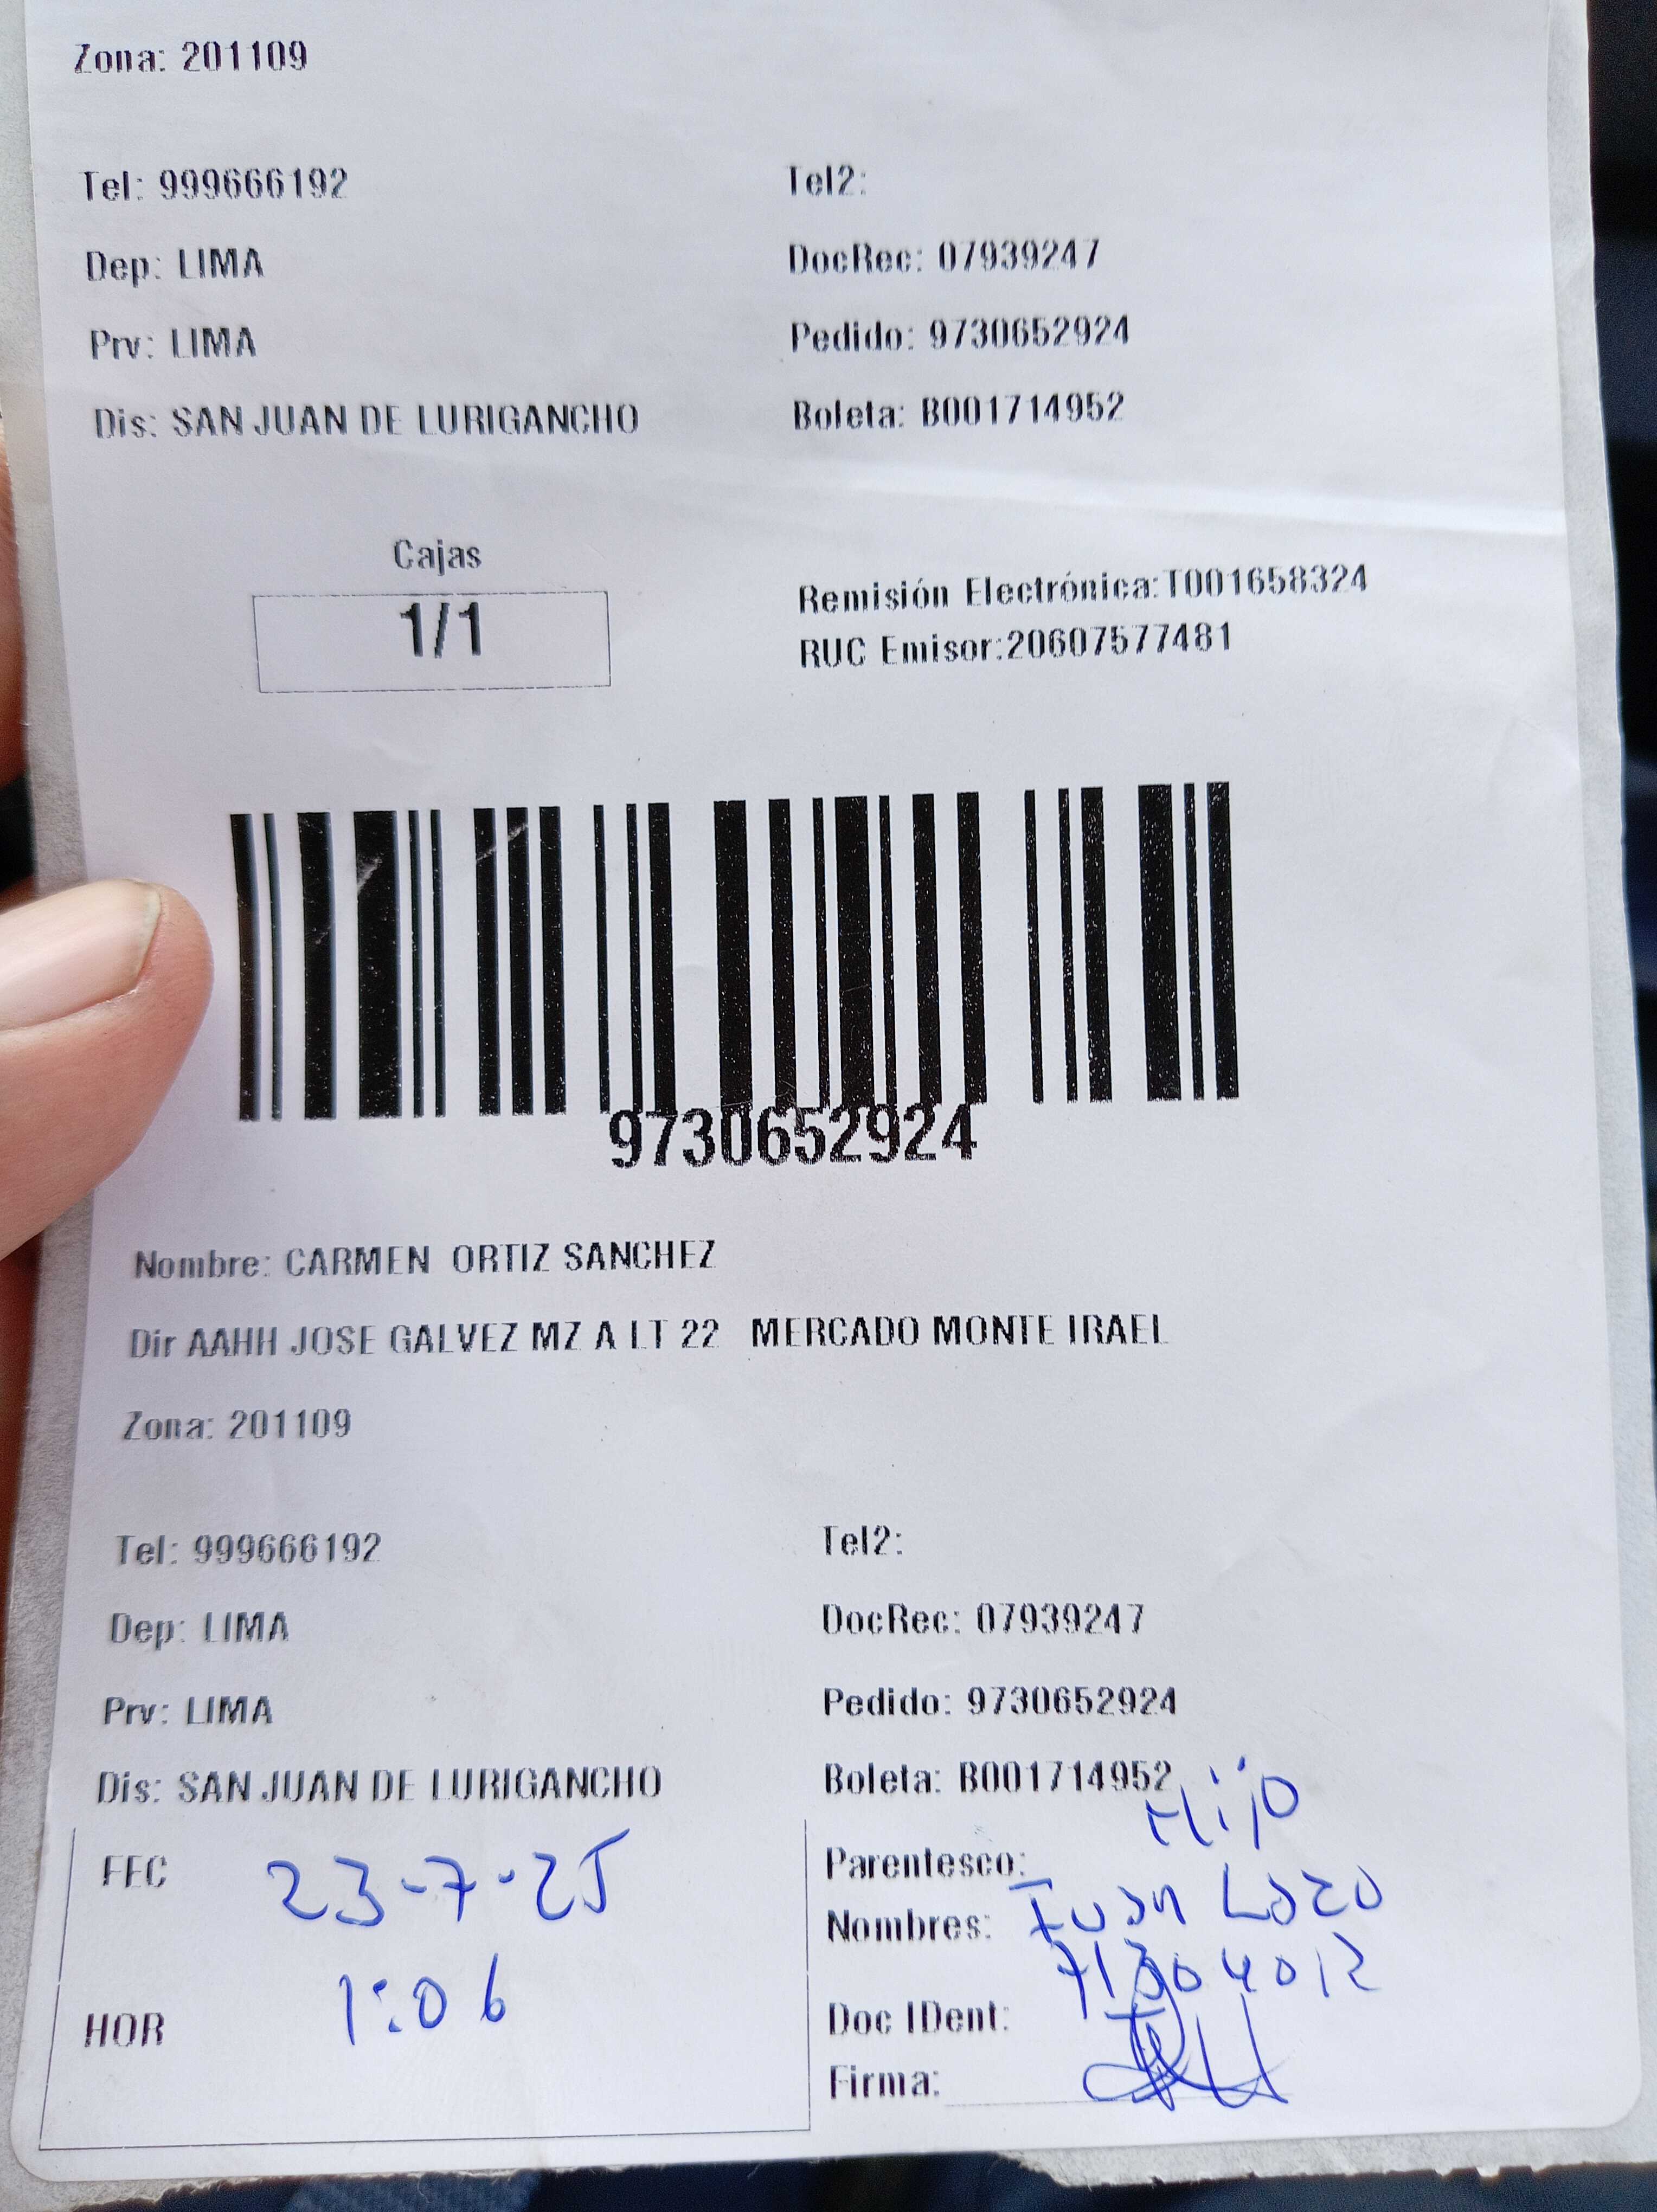 Zona: 201109
Tel: 999666192
Tel2:
Dep: LIMA
DocRec: 07939247
Prv: LIMA
Pedido: 9730652924
Dis: SAN JUAN DE LURIGANCHO
Boleta: B001714952
Cajas
1/1
Remisión Electrónica:T001658324
RUC Emisor:20607577481
9730652924
Nombre: CARMEN ORTIZ SANCHEZ
Dir AAHH JOSE GALVEZ MZ A LT 22 MERCADO MONTE IRAEL
Zona: 201109
Tel: 999666192
Tel2:
Dep: LIMA
DocRec: 07939247
Prv: LIMA
Pedido: 9730652924
Dis: SAN JUAN DE LURIGANCHO
Boleta: B001714952
FEC 23-7-25
HOR 1:06
Parentesco: Hijo
Nombres: Juan Lazo
Doc IDent:
Firma: